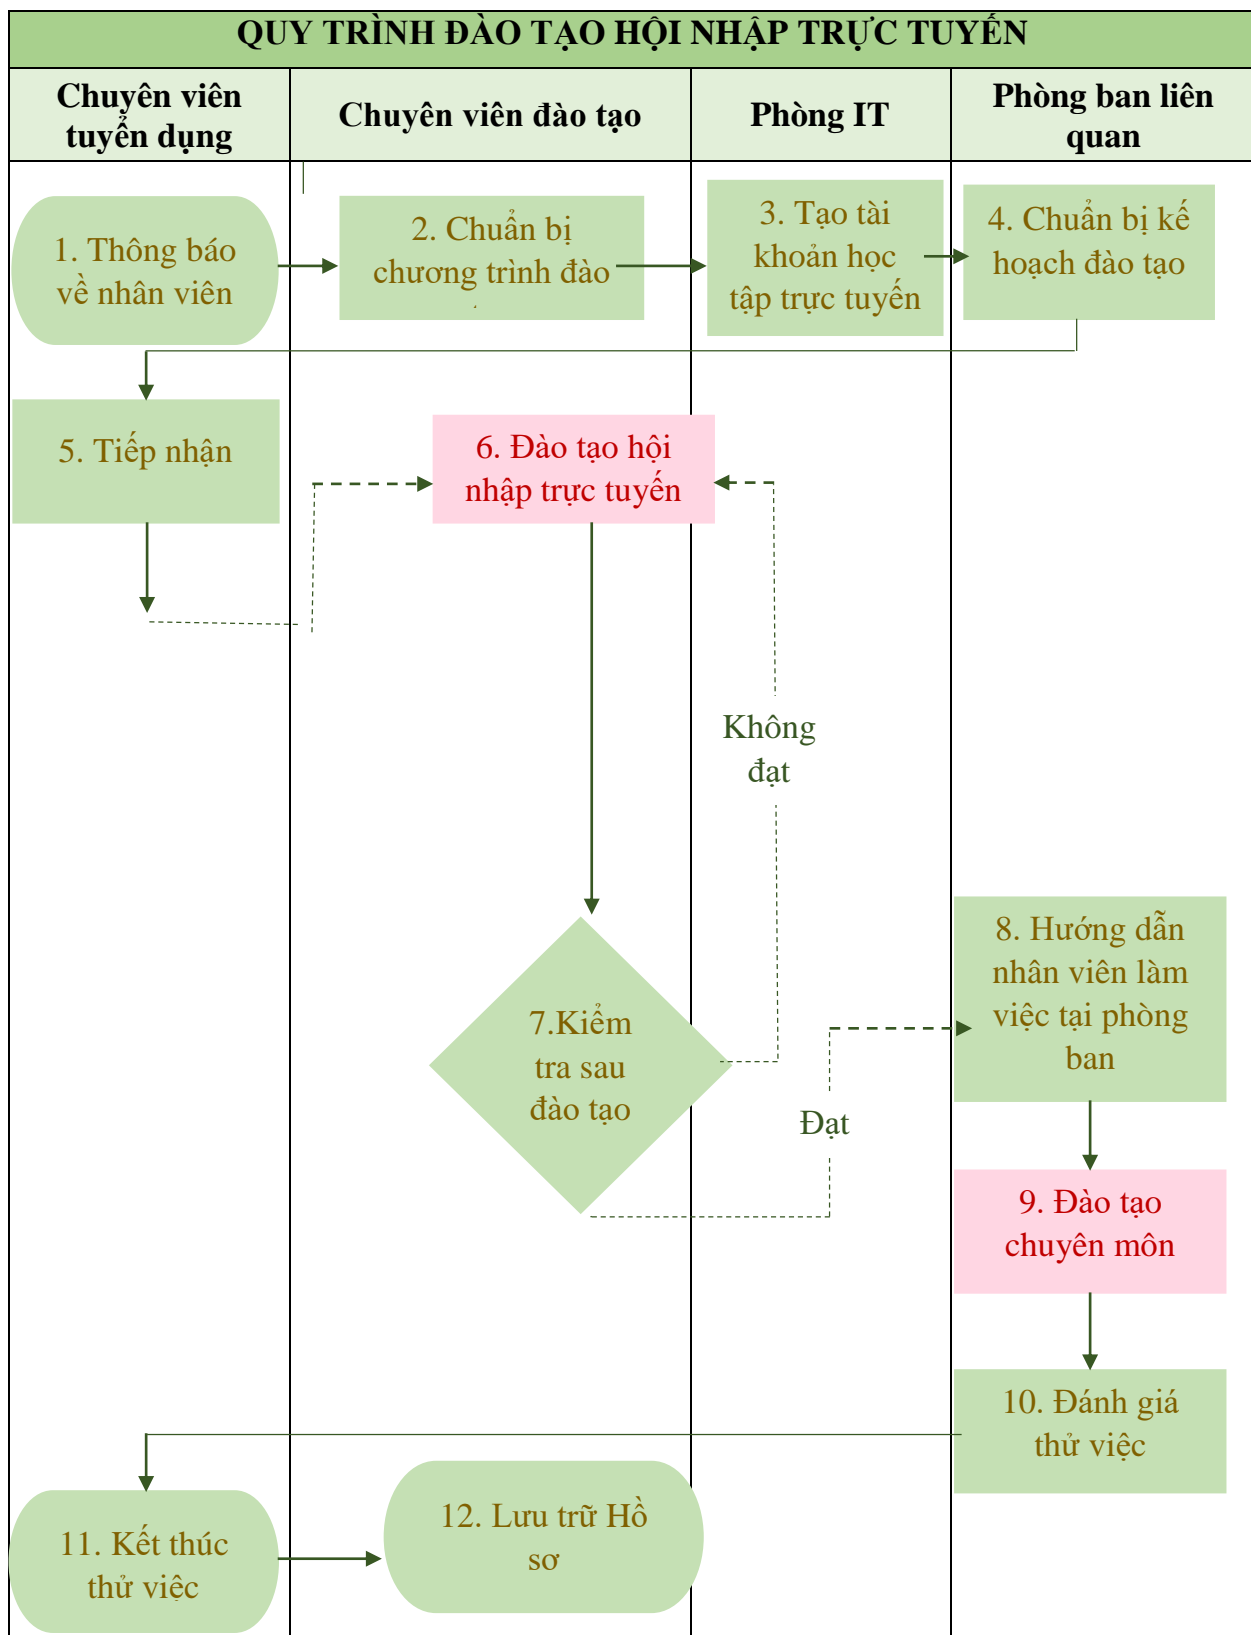 QUY TRÌNH ĐÀO TẠO HỘI NHẬP TRỰC TUYẾN
Chuyên viên
tuyển dụng
Chuyên viên đào tạo
Phòng IT
Phòng ban liên
quan
1. Thông báo
về nhân viên
2. Chuẩn bị
chương trình đào
3. Tạo tài
khoản học
tập trực tuyến
4. Chuẩn bị kế
hoạch đào tạo
5. Tiếp nhận
6. Đào tạo hội
nhập trực tuyến
Không
đạt
7.Kiểm
tra sau
đào tạo
Đạt
8. Hướng dẫn
nhân viên làm
việc tại phòng
ban
9. Đào tạo
chuyên môn
10. Đánh giá
thử việc
11. Kết thúc
thử việc
12. Lưu trữ Hồ
sơ